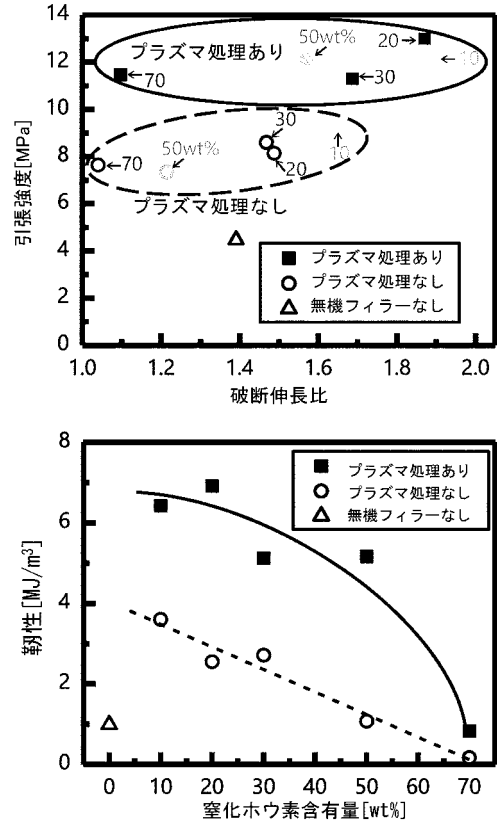 14
12
10
8
6
4
2
0
引張強度[MPa]
プラズマ処理あり
70
50wt%
20
10
30
70
50wt%
30
20
10
プラズマ処理なし
プラズマ処理あり
プラズマ処理なし
無機フィラーなし
1.0 1.2 1.4 1.6 1.8 2.0
破断伸長比
8
6
4
2
0
靭性[MJ/m³]
プラズマ処理あり
プラズマ処理なし
無機フィラーなし
0 10 20 30 40 50 60 70
窒化ホウ素含有量[wt%]